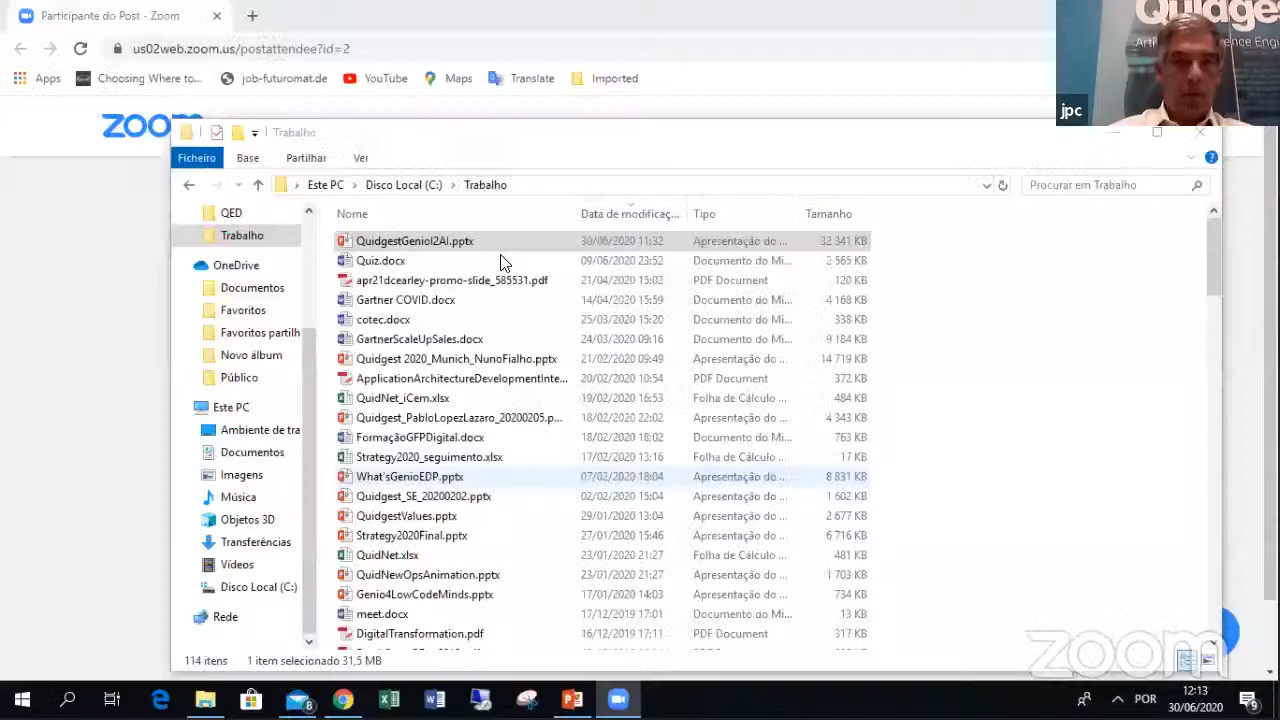 Participante do Post - Zoom
us02web.zoom.us/postattendee?id=2
Apps
Choosing Where to...
job-futuromat.de
YouTube
Maps
Translate
Imported
Quidges
jpc
zoom
Trabalho
Ficheiro
Base
Partilhar
Ver
Este PC > Disco Local (C:) > Trabalho
Procurar em Trabalho
QED
Trabalho
OneDrive
Documentos
Favoritos
Favoritos partilh
Novo álbum
Público
Este PC
Ambiente de tra
Documentos
Imagens
Música
Objetos 3D
Transferências
Vídeos
Disco Local (C:)
Rede
Nome Data de modificaç... Tipo Tamanho
QuidgestGenioI2AI.pptx 30/06/2020 11:32 Apresentação do ... 32 341 KB
Quiz.docx 09/06/2020 23:52 Documento do Mi... 2 565 KB
apr21dcearley-promo-slide_585531.pdf 21/04/2020 15:02 PDF Document 120 KB
Gartner COVID.docx 14/04/2020 15:59 Documento do Mi... 4 168 KB
cotec.docx 25/03/2020 15:20 Documento do Mi... 338 KB
GartnerScaleUpSales.docx 24/03/2020 09:16 Documento do Mi... 9 184 KB
Quidgest 2020_Munich_NunoFialho.pptx 21/02/2020 09:49 Apresentação do ... 14 719 KB
ApplicationArchitectureDevelopmentInte... 20/02/2020 10:54 PDF Document 372 KB
QuidNet_iCem.xlsx 19/02/2020 16:53 Folha de Cálculo ... 484 KB
Quidgest_PabloLopezLazaro_20200205.p... 18/02/2020 22:02 Apresentação do ... 4 343 KB
FormaçãoGFPDigital.docx 18/02/2020 18:02 Documento do Mi... 763 KB
Strategy2020_seguimento.xlsx 17/02/2020 13:16 Folha de Cálculo ... 17 KB
What'sGenioEDP.pptx 07/02/2020 18:04 Apresentação do ... 8 831 KB
Quidgest_SE_20200202.pptx 02/02/2020 15:04 Apresentação do ... 1 602 KB
QuidgestValues.pptx 29/01/2020 13:04 Apresentação do ... 2 677 KB
Strategy2020Final.pptx 27/01/2020 15:46 Apresentação do ... 6 716 KB
QuidNet.xlsx 23/01/2020 21:27 Folha de Cálculo ... 481 KB
QuidNewOpsAnimation.pptx 23/01/2020 21:27 Apresentação do ... 1 703 KB
Genio4LowCodeMinds.pptx 17/01/2020 14:03 Apresentação do ... 734 KB
meet.docx 17/12/2019 17:01 Documento do Mi... 13 KB
DigitalTransformation.pdf 16/12/2019 17:11 PDF Document 317 KB
114 itens 1 item selecionado 31,5 MB
zoom
8
POR
12:13
30/06/2020
9